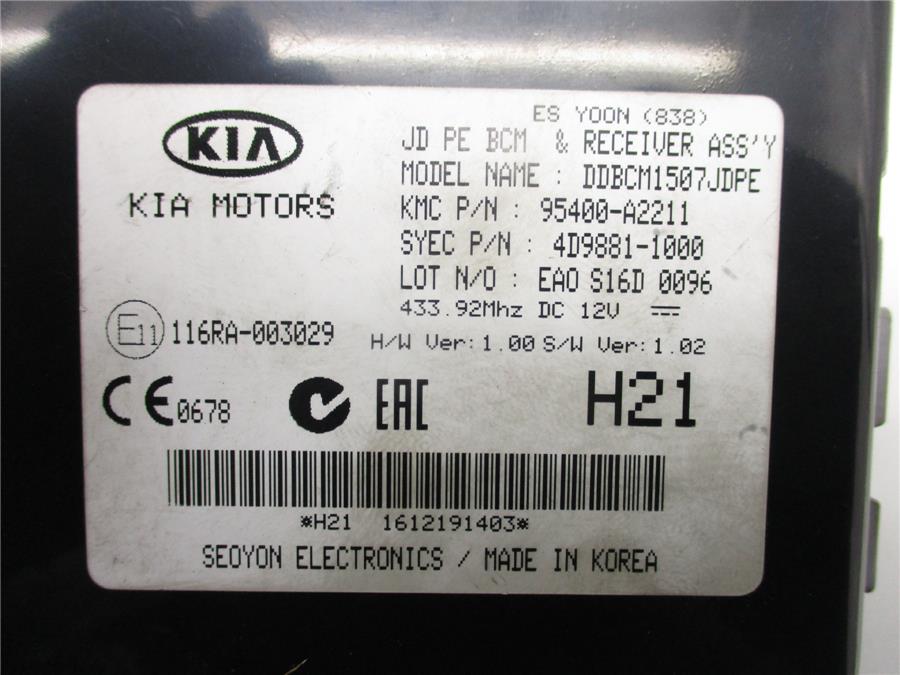 ES YOON (838)
KIA
JD PE BCM & RECEIVER ASS'Y
MODEL NAME : DDBCM1507JDPE
KIA MOTORS
KMC P/N : 95400-A2211
SYEC P/N : 4D9881-1000
LOT N/O : EAO S16D 0096
433.92Mhz DC 12V
E11 116RA-003029
H/W Ver:1.00 S/W Ver:1.02
CE 0678
EAC
H21
*H21 1612191403*
SEOYON ELECTRONICS / MADE IN KOREA